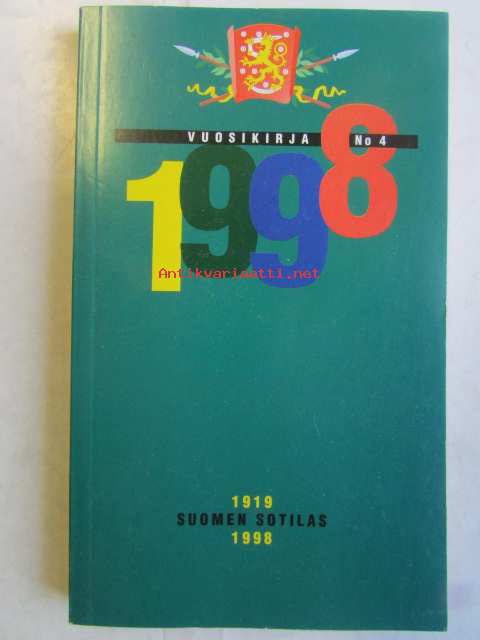 VUOSIKIRJA No 4
1998
Antikvariaatti.net
1919
SUOMEN SOTILAS
1998